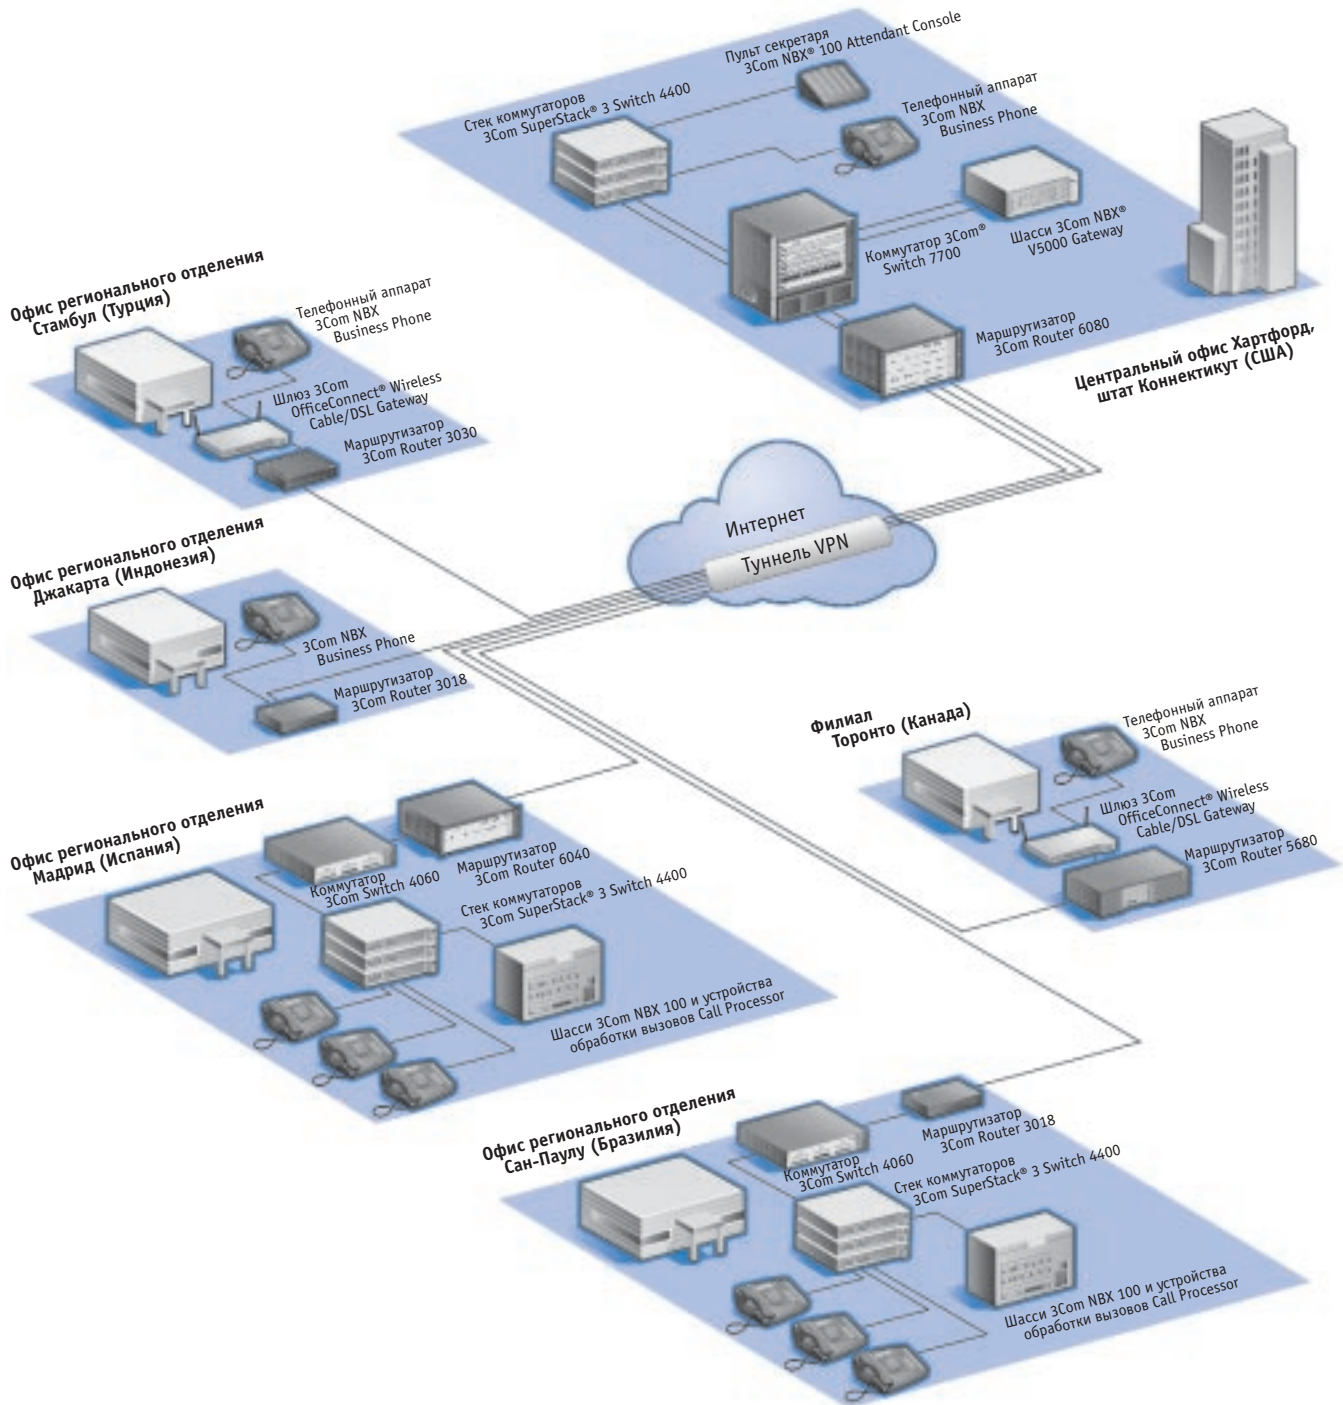 Пульт секретаря
3Com NBX® 100 Attendant Console
Стек коммутаторов
3Com SuperStack® 3 Switch 4400
Телефонный аппарат
3Com NBX
Business Phone
Коммутатор 3Com®
Switch 7700
Шасси 3Com NBX®
V5000 Gateway
Маршрутизатор
3Com Router 6080
Центральный офис Хартфорд,
штат Коннектикут (США)
Офис регионального отделения
Стамбул (Турция)
Телефонный аппарат
3Com NBX
Business Phone
Шлюз 3Com
OfficeConnect® Wireless
Cable/DSL Gateway
Маршрутизатор
3Com Router 3030
Интернет
Туннель VPN
Офис регионального отделения
Джакарта (Индонезия)
3Com NBX
Business Phone
Маршрутизатор
3Com Router 3018
Филиал
Торонто (Канада)
Телефонный аппарат
3Com NBX
Business Phone
Шлюз 3Com
OfficeConnect® Wireless
Cable/DSL Gateway
Маршрутизатор
3Com Router 5680
Офис регионального отделения
Мадрид (Испания)
Коммутатор
3Com Switch 4060
Маршрутизатор
3Com Router 6040
Стек коммутаторов
3Com SuperStack® 3 Switch 4400
Шасси 3Com NBX 100 и устройства
обработки вызовов Call Processor
Офис регионального отделения
Сан-Паулу (Бразилия)
Коммутатор
3Com Switch 4060
Маршрутизатор
3Com Router 3018
Стек коммутаторов
3Com SuperStack® 3 Switch 4400
Шасси 3Com NBX 100 и устройства
обработки вызовов Call Processor